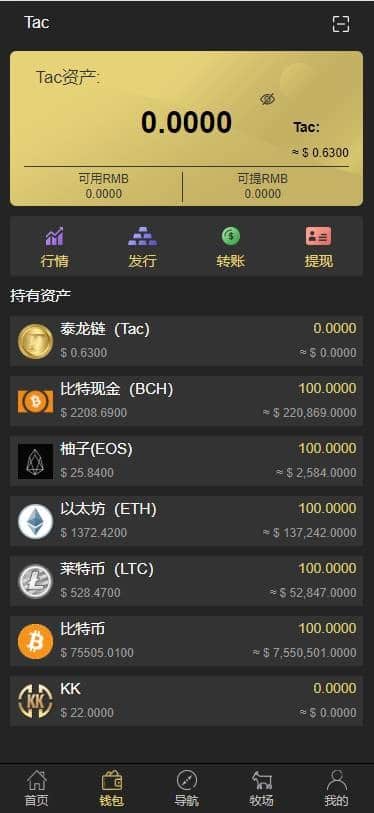 Tac
Tac资产:
0.0000
Tac:
≈ $ 0.6300
可用RMB
0.0000
可提RMB
0.0000
行情
发行
转账
提现
持有资产
泰龙链（Tac）
0.0000
$ 0.6300
≈ $ 0.0000
比特现金（BCH）
100.0000
$ 2208.6900
≈ $ 220,869.0000
柚子(EOS)
100.0000
$ 25.8400
≈ $ 2,584.0000
以太坊（ETH）
100.0000
$ 1372.4200
≈ $ 137,242.0000
莱特币（LTC）
100.0000
$ 528.4700
≈ $ 52,847.0000
比特币
100.0000
$ 75505.0100
≈ $ 7,550,501.0000
KK
KK
0.0000
$ 22.0000
≈ $ 0.0000
首页
钱包
导航
牧场
我的